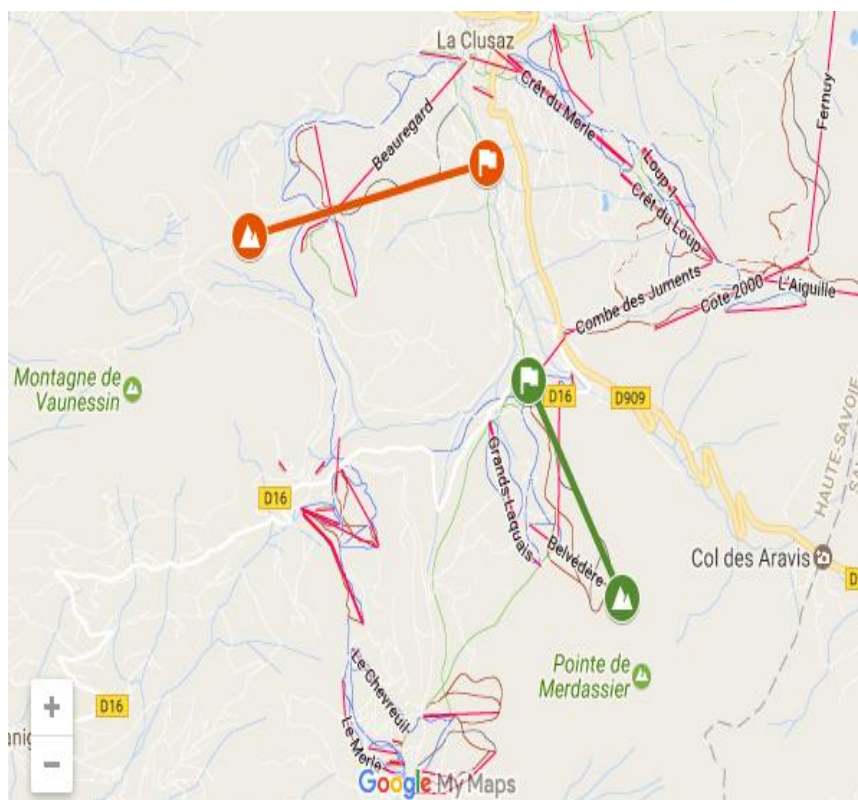 La Clusaz
Crêt du Merle
Fernuy
Beauregard
Loup 1
Crêt du Loup
Combe des Juments
Cote 2000
L'Aiguille
Montagne de
Vaunessin
D16
D909
HAUTE-SAVOIE
SA
Grands-Laquais
D16
Belvédère
Col des Aravis
D
Pointe de
Merdassier
Le-Chevreuil
D16
+
−
Le-Merle
Google My Maps